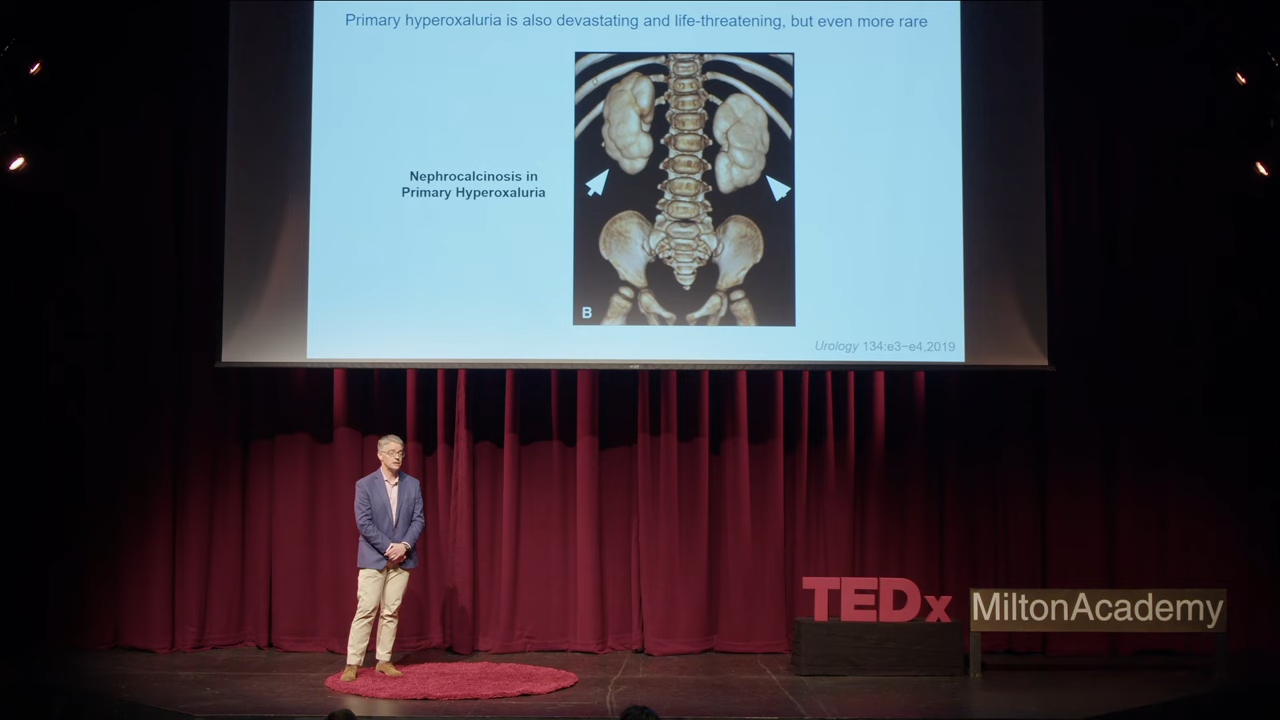 Primary hyperoxaluria is also devastating and life-threatening, but even more rare
Nephrocalcinosis in
Primary Hyperoxaluria
B
Urology 134:e3–e4,2019
TEDx
MiltonAcademy